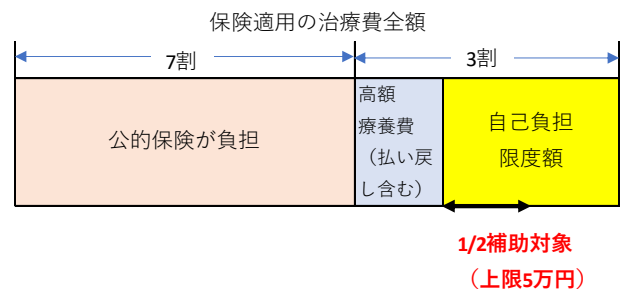 保険適用の治療費全額
7割
3割
公的保険が負担
高額
療養費
（払い戻
し含む）
自己負担
限度額
1/2補助対象
（上限5万円）